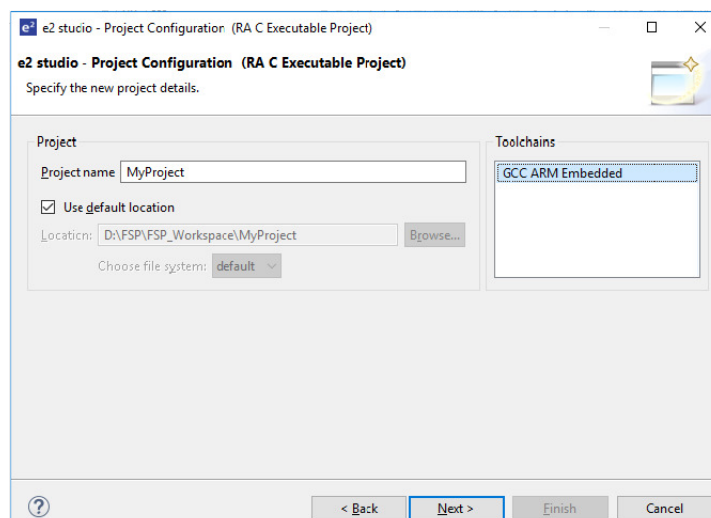 e2 e2 studio - Project Configuration (RA C Executable Project)
e2 studio - Project Configuration (RA C Executable Project)
Specify the new project details.
Project
Project name MyProject
Use default location
Location: D:\FSP\FSP_Workspace\MyProject Browse...
Choose file system: default
Toolchains
GCC ARM Embedded
? < Back Next > Finish Cancel